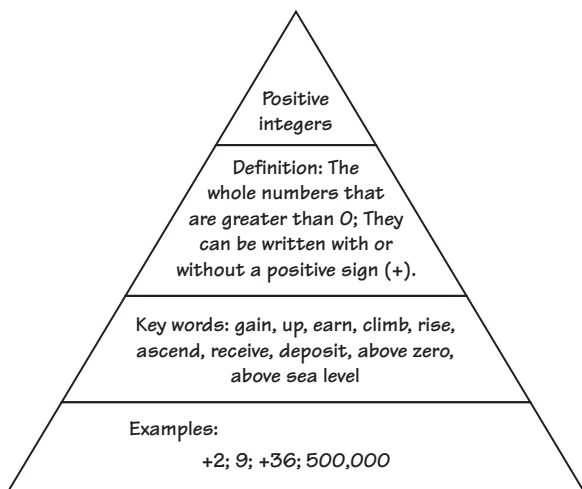 Positive
integers
Definition: The
whole numbers that
are greater than 0; They
can be written with or
without a positive sign (+).
Key words: gain, up, earn, climb, rise,
ascend, receive, deposit, above zero,
above sea level
Examples:
+2; 9; +36; 500,000